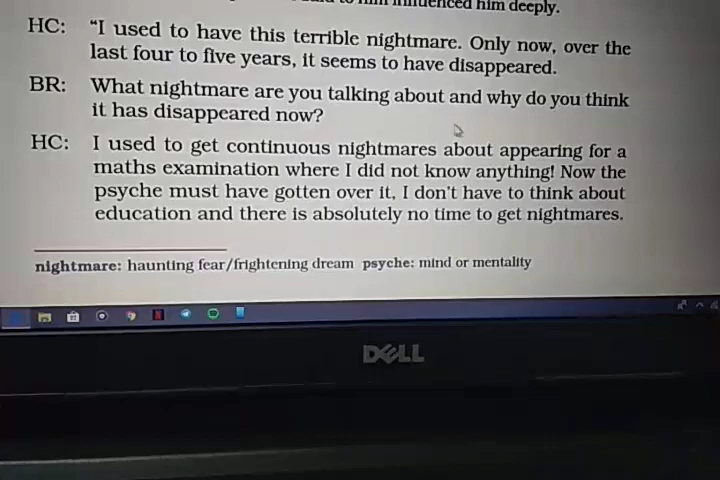 influenced him deeply.
HC: "I used to have this terrible nightmare. Only now, over the
last four to five years, it seems to have disappeared.
BR: What nightmare are you talking about and why do you think
it has disappeared now?
HC: I used to get continuous nightmares about appearing for a
maths examination where I did not know anything! Now the
psyche must have gotten over it, I don't have to think about
education and there is absolutely no time to get nightmares.
nightmare: haunting fear/frightening dream psyche: mind or mentality
DELL